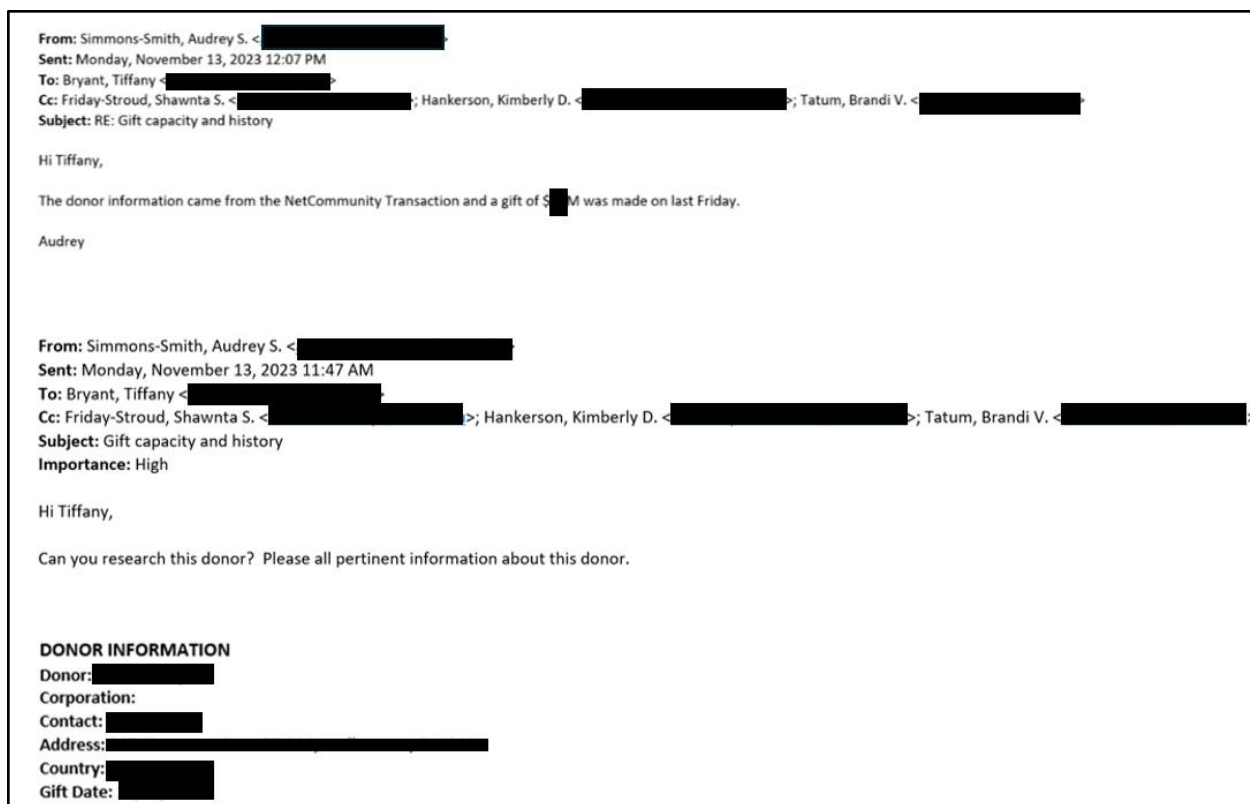 From: Simmons-Smith, Audrey S. <
Sent: Monday, November 13, 2023 12:07 PM
To: Bryant, Tiffany < >
Cc: Friday-Stroud, Shawnta S. < >; Hankerson, Kimberly D. < >; Tatum, Brandi V. < >
Subject: RE: Gift capacity and history
Hi Tiffany,
The donor information came from the NetCommunity Transaction and a gift of $ M was made on last Friday.
Audrey
From: Simmons-Smith, Audrey S. <
Sent: Monday, November 13, 2023 11:47 AM
To: Bryant, Tiffany < >
Cc: Friday-Stroud, Shawnta S. < >; Hankerson, Kimberly D. < >; Tatum, Brandi V. < >
Subject: Gift capacity and history
Importance: High
Hi Tiffany,
Can you research this donor?  Please all pertinent information about this donor.
DONOR INFORMATION
Donor:
Corporation:
Contact:
Address:
Country:
Gift Date: